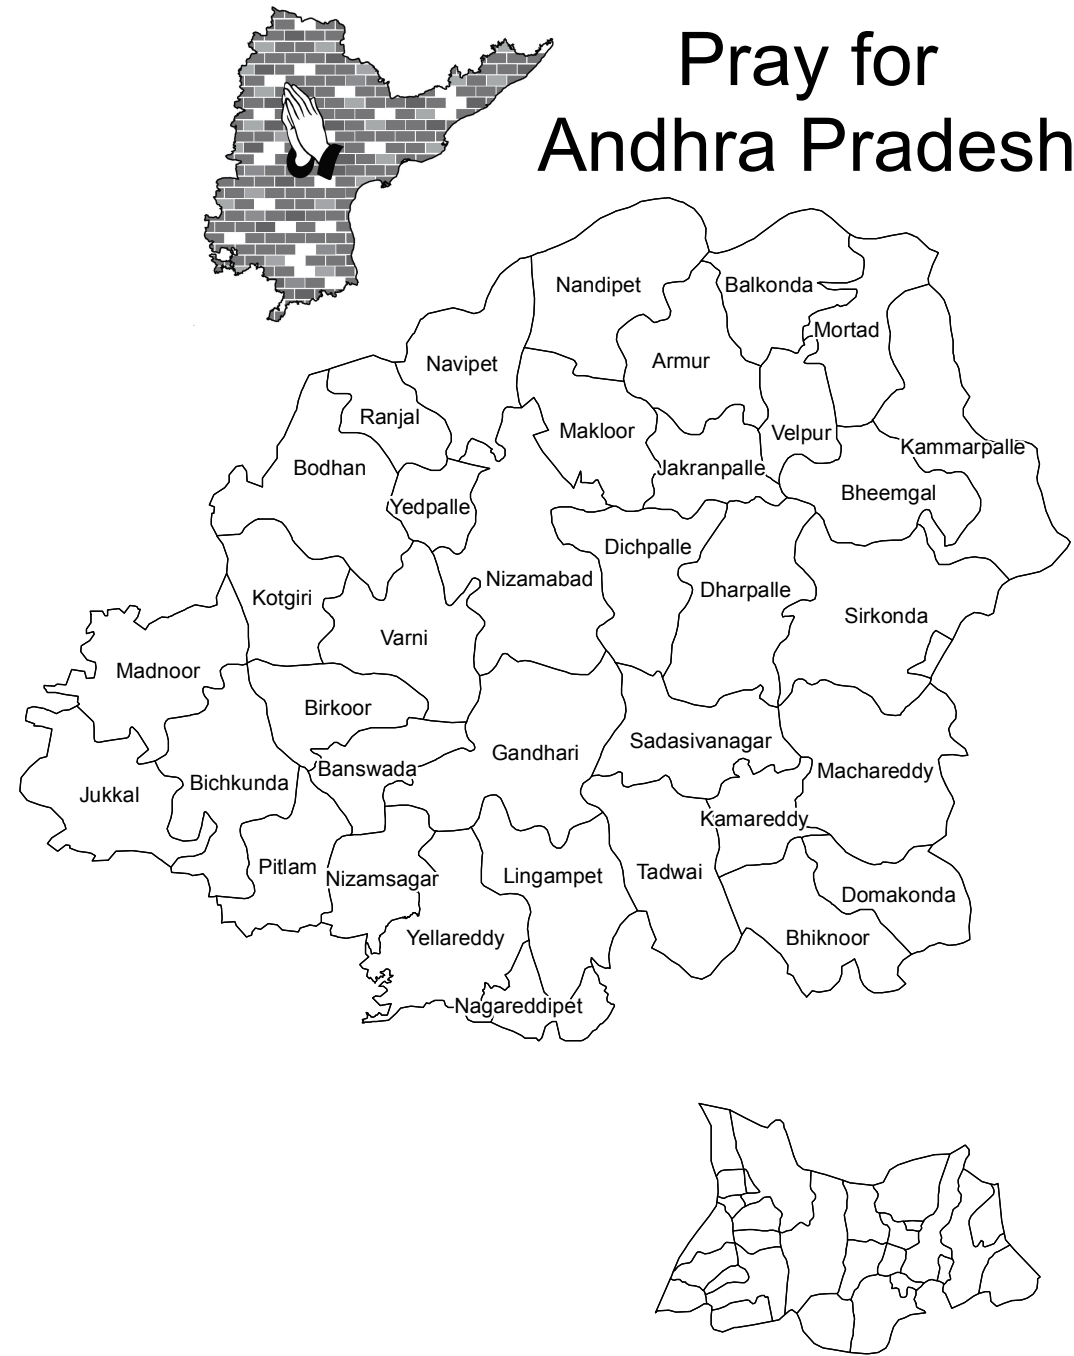 Pray for
Andhra Pradesh
Nandipet
Balkonda
Mortad
Navipet
Armur
Ranjal
Makloor
Velpur
Kammarpalle
Bodhan
Jakranpalle
Yedpalle
Bheemgal
Dichpalle
Nizamabad
Dharpalle
Kotgiri
Sirkonda
Varni
Madnoor
Birkoor
Sadasivanagar
Gandhari
Banswada
Machareddy
Bichkunda
Jukkal
Kamareddy
Pitlam
Nizamsagar
Lingampet
Tadwai
Domakonda
Yellareddy
Bhiknoor
Nagareddipet